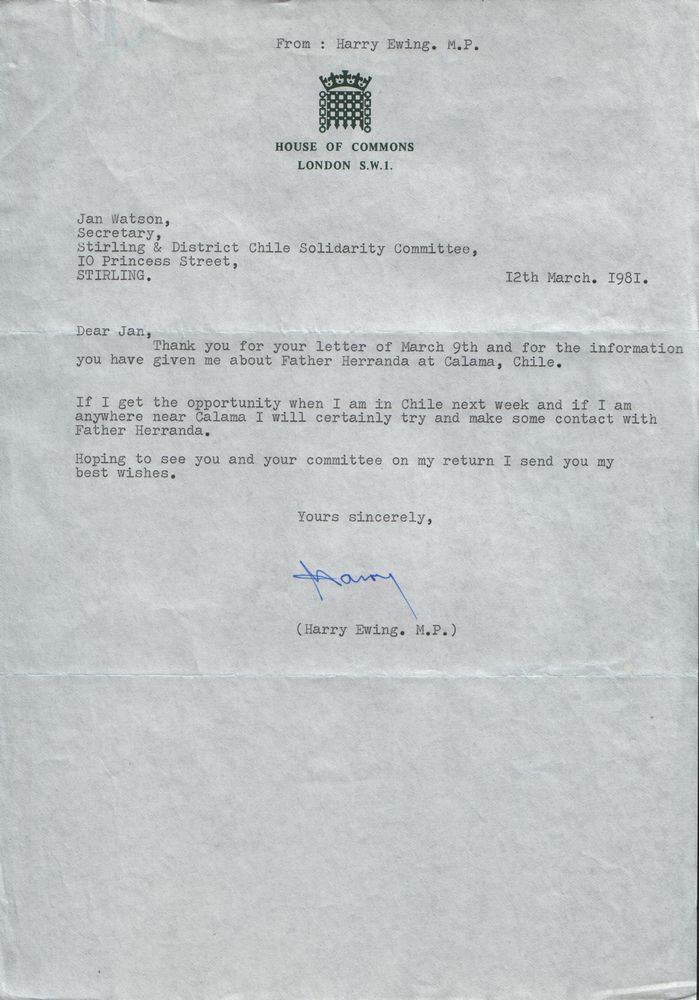 From : Harry Ewing. M.P.
HOUSE OF COMMONS
LONDON S.W.1.
Jan Watson,
Secretary,
Stirling & District Chile Solidarity Committee,
IO Princess Street,
STIRLING.
I2th March. I98I.
Dear Jan,
Thank you for your letter of March 9th and for the information
you have given me about Father Herranda at Calama, Chile.
If I get the opportunity when I am in Chile next week and if I am
anywhere near Calama I will certainly try and make some contact with
Father Herranda.
Hoping to see you and your committee on my return I send you my
best wishes.
Yours sincerely,
Harry
(Harry Ewing. M.P.)